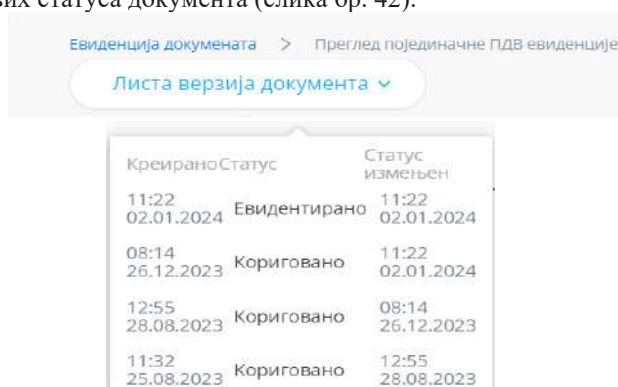 их статуса документа (слика бр. 42).
Евиденција докумената > Преглед појединачне ПДВ евиденције
Листа верзија документа
Креирано Статус Статус измењен
11:22 02.01.2024 Евидентирано 11:22 02.01.2024
08:14 26.12.2023 Кориговано 11:22 02.01.2024
12:55 28.08.2023 Кориговано 08:14 26.12.2023
11:32 25.08.2023 Кориговано 12:55 28.08.2023